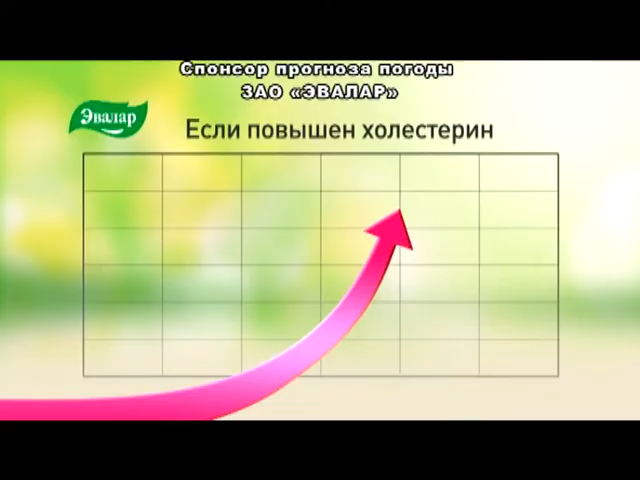 Спонсор прогноза погоды
ЗАО «ЭВАЛАР»
Эвалар
Если повышен холестерин